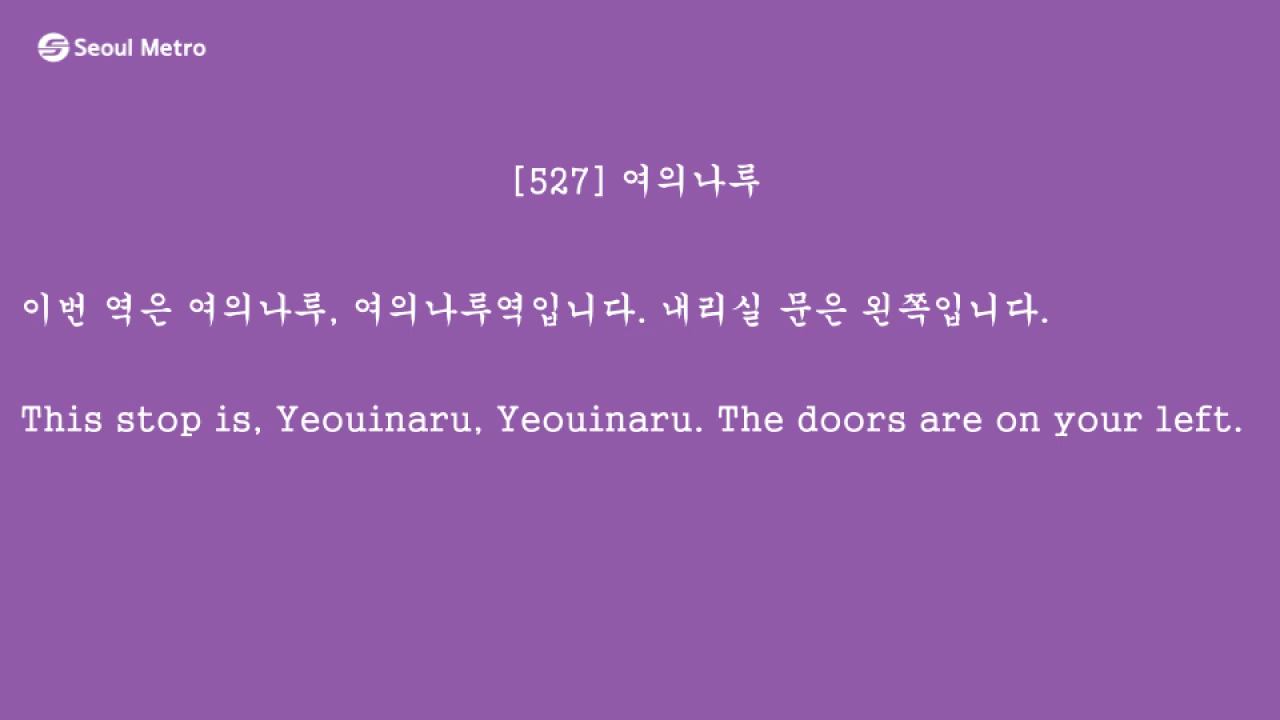 Seoul Metro
[527] 여의나루
이번 역은 여의나루, 여의나루역입니다. 내리실 문은 왼쪽입니다.
This stop is, Yeouinaru, Yeouinaru. The doors are on your left.